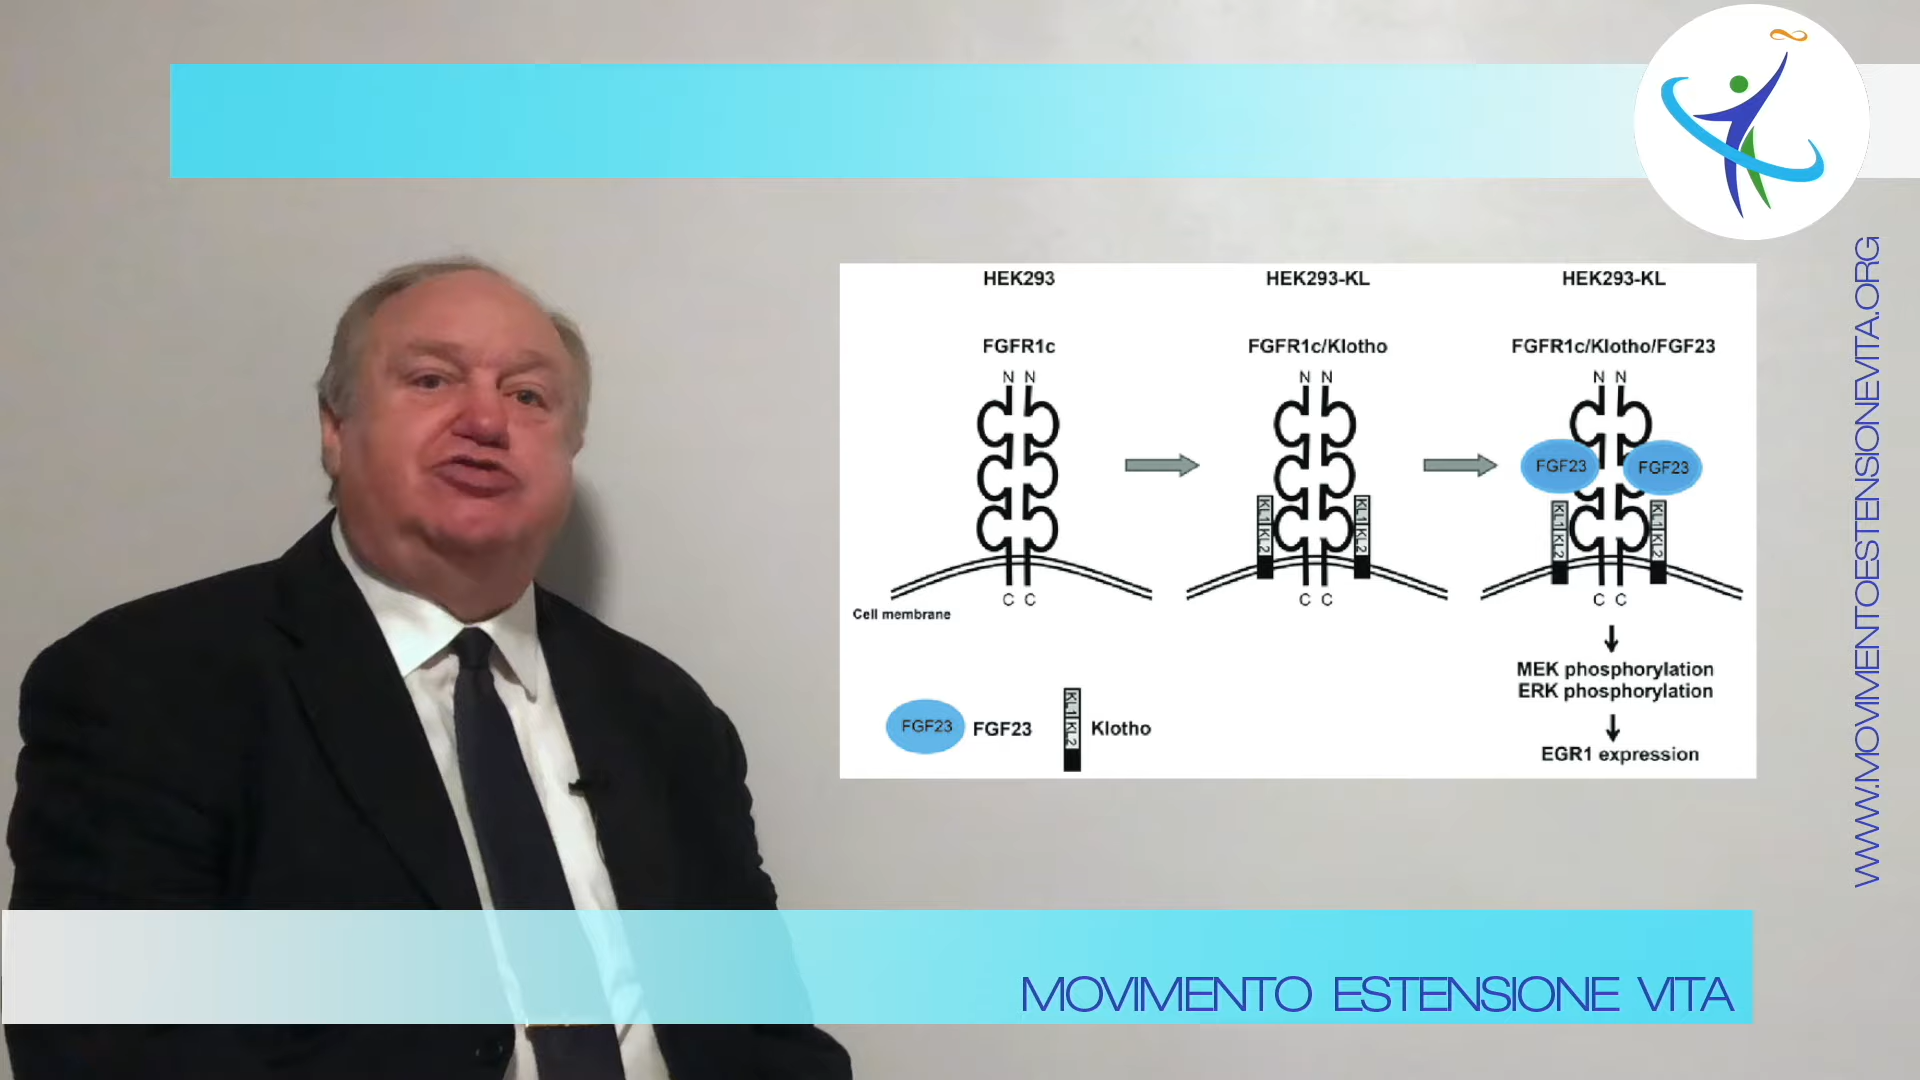 HEK293
HEK293-KL
HEK293-KL
FGFR1c
FGFR1c/Klotho
FGFR1c/Klotho/FGF23
N N
N N
N N
FGF23
FGF23
KL1 KL2
KL1 KL2
KL1 KL2
KL1 KL2
C C
C C
C C
Cell membrane
MEK phosphorylation
ERK phosphorylation
EGR1 expression
FGF23
FGF23
KL1 KL2
Klotho
WWW.MOVIMENTOESTENSIONEVITA.ORG
MOVIMENTO ESTENSIONE VITA